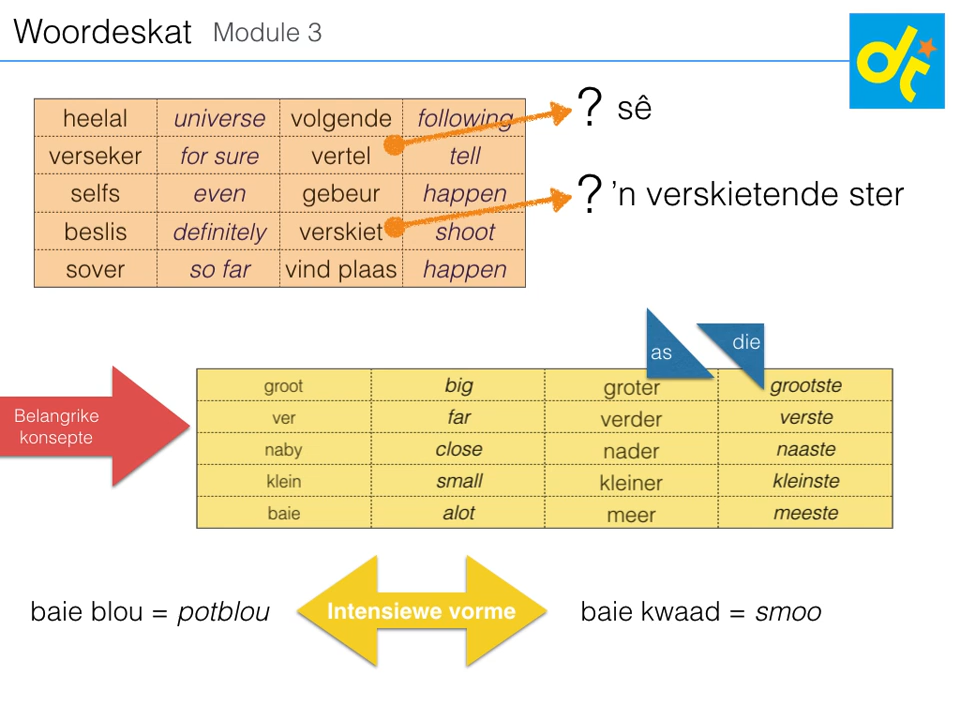 Woordeskat Module 3
dt
heelal universe volgende following
verseker for sure vertel tell
selfs even gebeur happen
beslis definitely verskiet shoot
sover so far vind plaas happen
? sê
? 'n verskietende ster
as die
Belangrike
konsepte
groot big groter grootste
ver far verder verste
naby close nader naaste
klein small kleiner kleinste
baie alot meer meeste
baie blou = potblou
Intensiewe vorme
baie kwaad = smoo